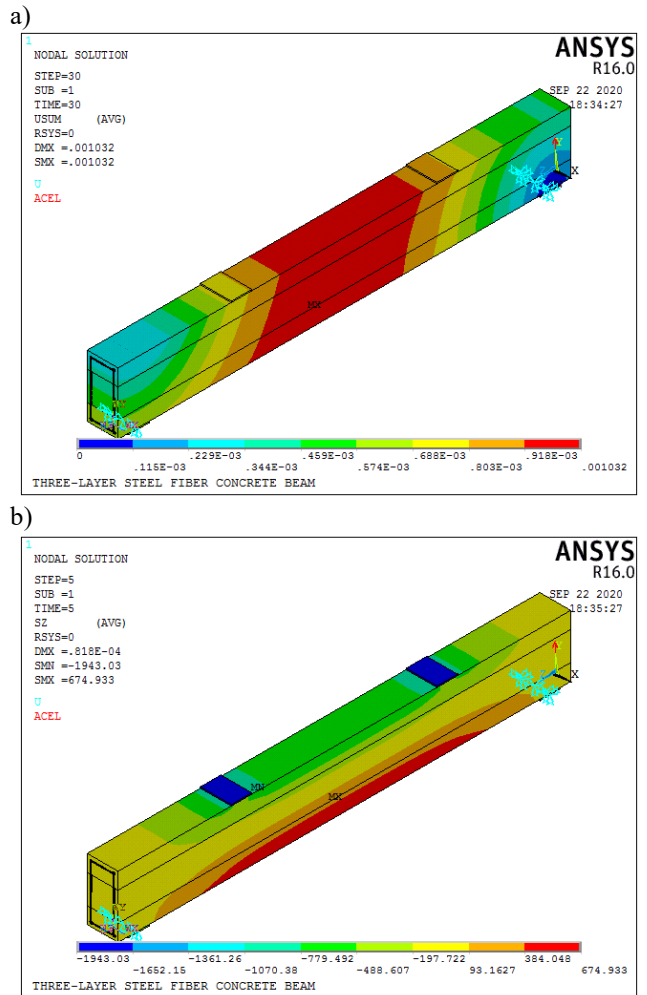 a)
1
NODAL SOLUTION
ANSYS
R16.0
STEP=30
SUB =1
TIME=30
USUM (AVG)
RSYS=0
DMX =.001032
SMX =.001032
SEP 22 2020
18:34:27
U
ACEL
Y
X
MX
0 .229E-03 .459E-03 .688E-03 .918E-03
.115E-03 .344E-03 .574E-03 .803E-03 .001032
THREE-LAYER STEEL FIBER CONCRETE BEAM
b)
1
NODAL SOLUTION
ANSYS
R16.0
STEP=5
SUB =1
TIME=5
SZ (AVG)
RSYS=0
DMX =.818E-04
SMN =-1943.03
SMX =674.933
SEP 22 2020
18:35:27
U
ACEL
Y
X
MN
MX
Y
-1943.03 -1361.26 -779.492 -197.722 384.048
-1652.15 -1070.38 -488.607 93.1627 674.933
THREE-LAYER STEEL FIBER CONCRETE BEAM